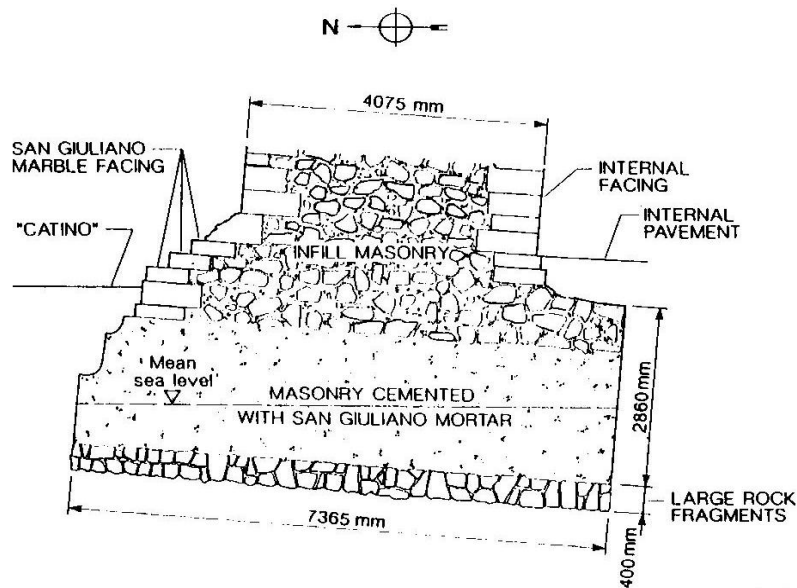 N
4075 mm
SAN GIULIANO
MARBLE FACING
"CATINO"
INTERNAL
FACING
INTERNAL
PAVEMENT
INFILL MASONRY
Mean
sea level
MASONRY CEMENTED
WITH SAN GIULIANO MORTAR
2860 mm
LARGE ROCK
FRAGMENTS
7365 mm
400 mm